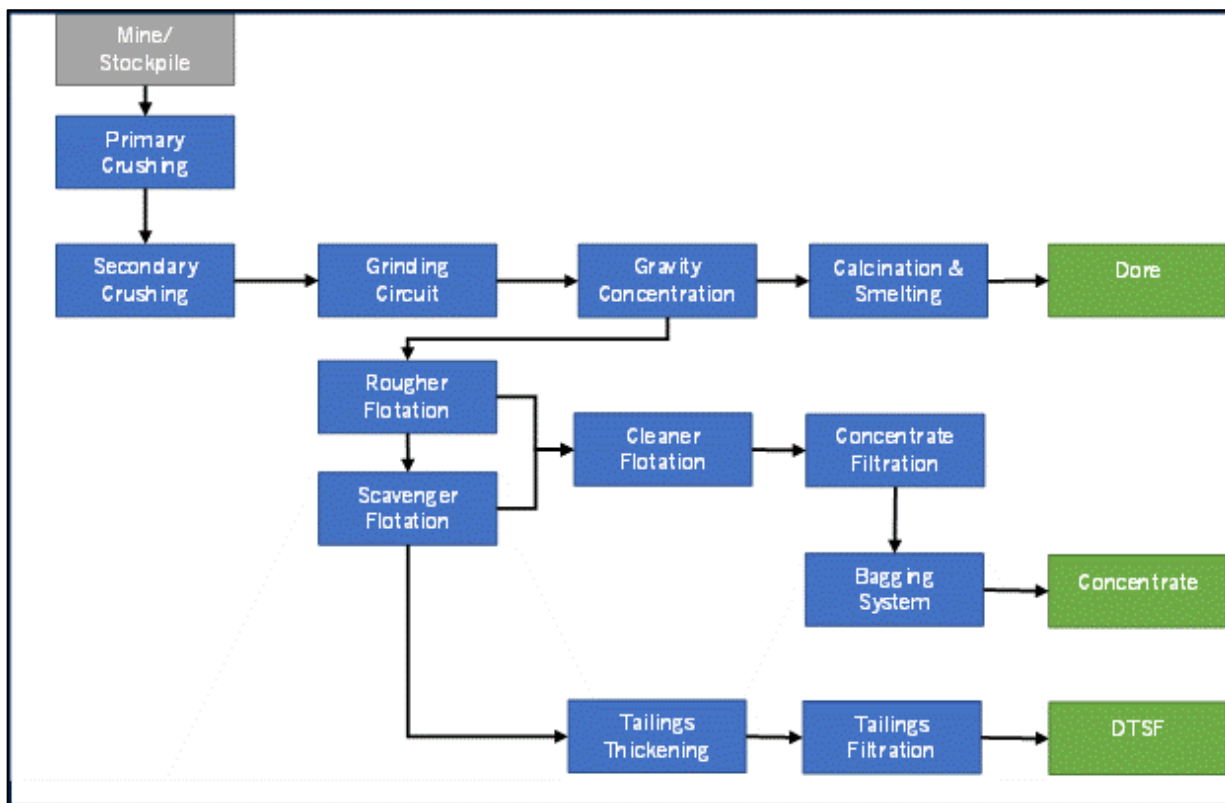 Mine/
Stockpile
Primary
Crushing
Secondary
Crushing
Grinding
Circuit
Gravity
Concentration
Calcination &
Smelting
Dore
Rougher
Flotation
Cleaner
Flotation
Concentrate
Filtration
Scavenger
Flotation
Bagging
System
Concentrate
Tailings
Thickening
Tailings
Filtration
DTSF